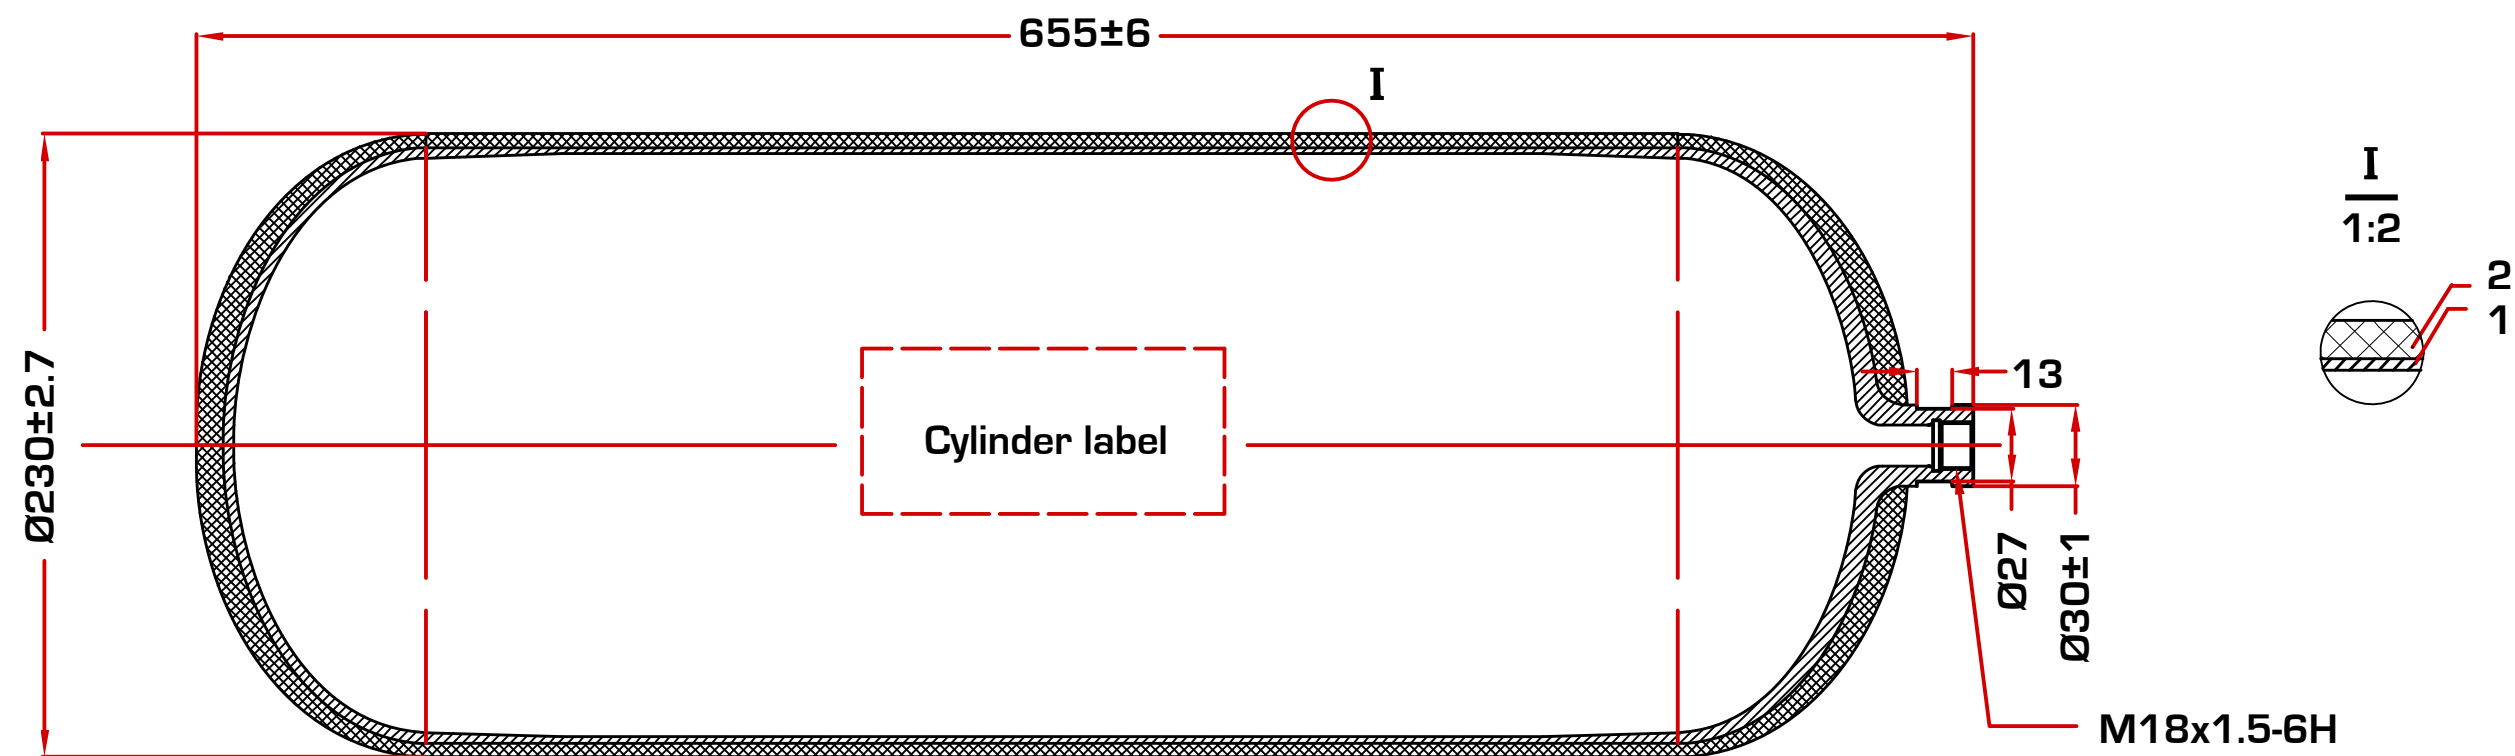 655±6
I
I
1:2
2
1
13
Ø230±2.7
Cylinder label
Ø27
Ø30±1
M18x1.5-6H